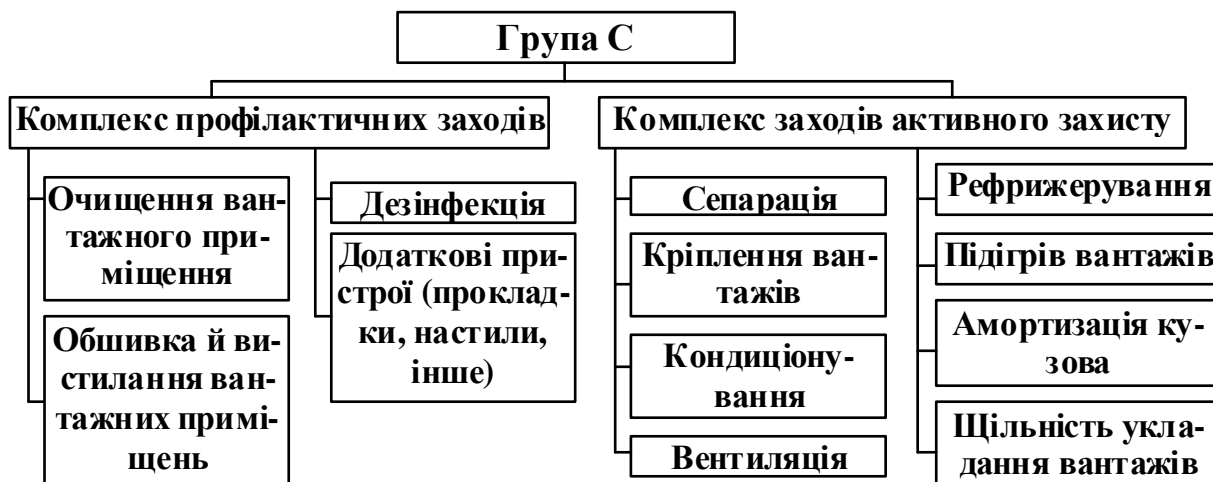 Група С
Комплекс профілактичних заходів
Очищення ван-
тажного при-
міщення
Обшивка й ви-
стилання ван-
тажних примі-
щень
Дезінфекція
Додаткові при-
строї (проклад-
ки, настили,
інше)
Комплекс заходів активного захисту
Сепарація
Кріплення ван-
тажів
Кондиціону-
вання
Вентиляція
Рефрижерування
Підігрів вантажів
Амортизація ку-
зова
Щільність укла-
дання вантажів